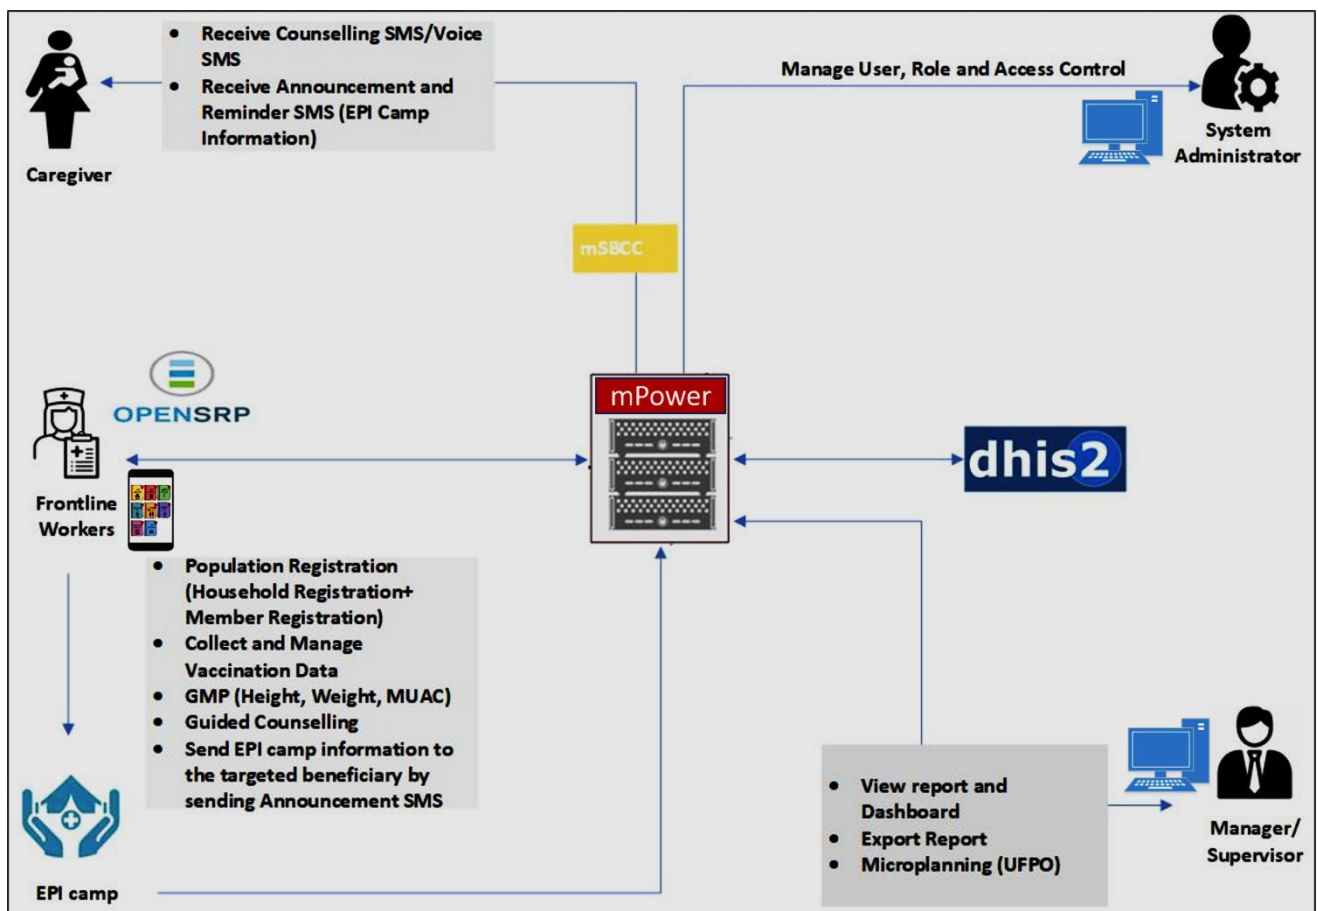 • Receive Counselling SMS/Voice
SMS
• Receive Announcement and
Reminder SMS (EPI Camp
Information)
Caregiver
Manage User, Role and Access Control
System
Administrator
mSBCC
OPENSRP
mPower
dhis2
Frontline
Workers
• Population Registration
(Household Registration+
Member Registration)
• Collect and Manage
Vaccination Data
• GMP (Height, Weight, MUAC)
• Guided Counselling
• Send EPI camp information to
the targeted beneficiary by
sending Announcement SMS
EPI camp
• View report and
Dashboard
• Export Report
• Microplanning (UFPO)
Manager/
Supervisor